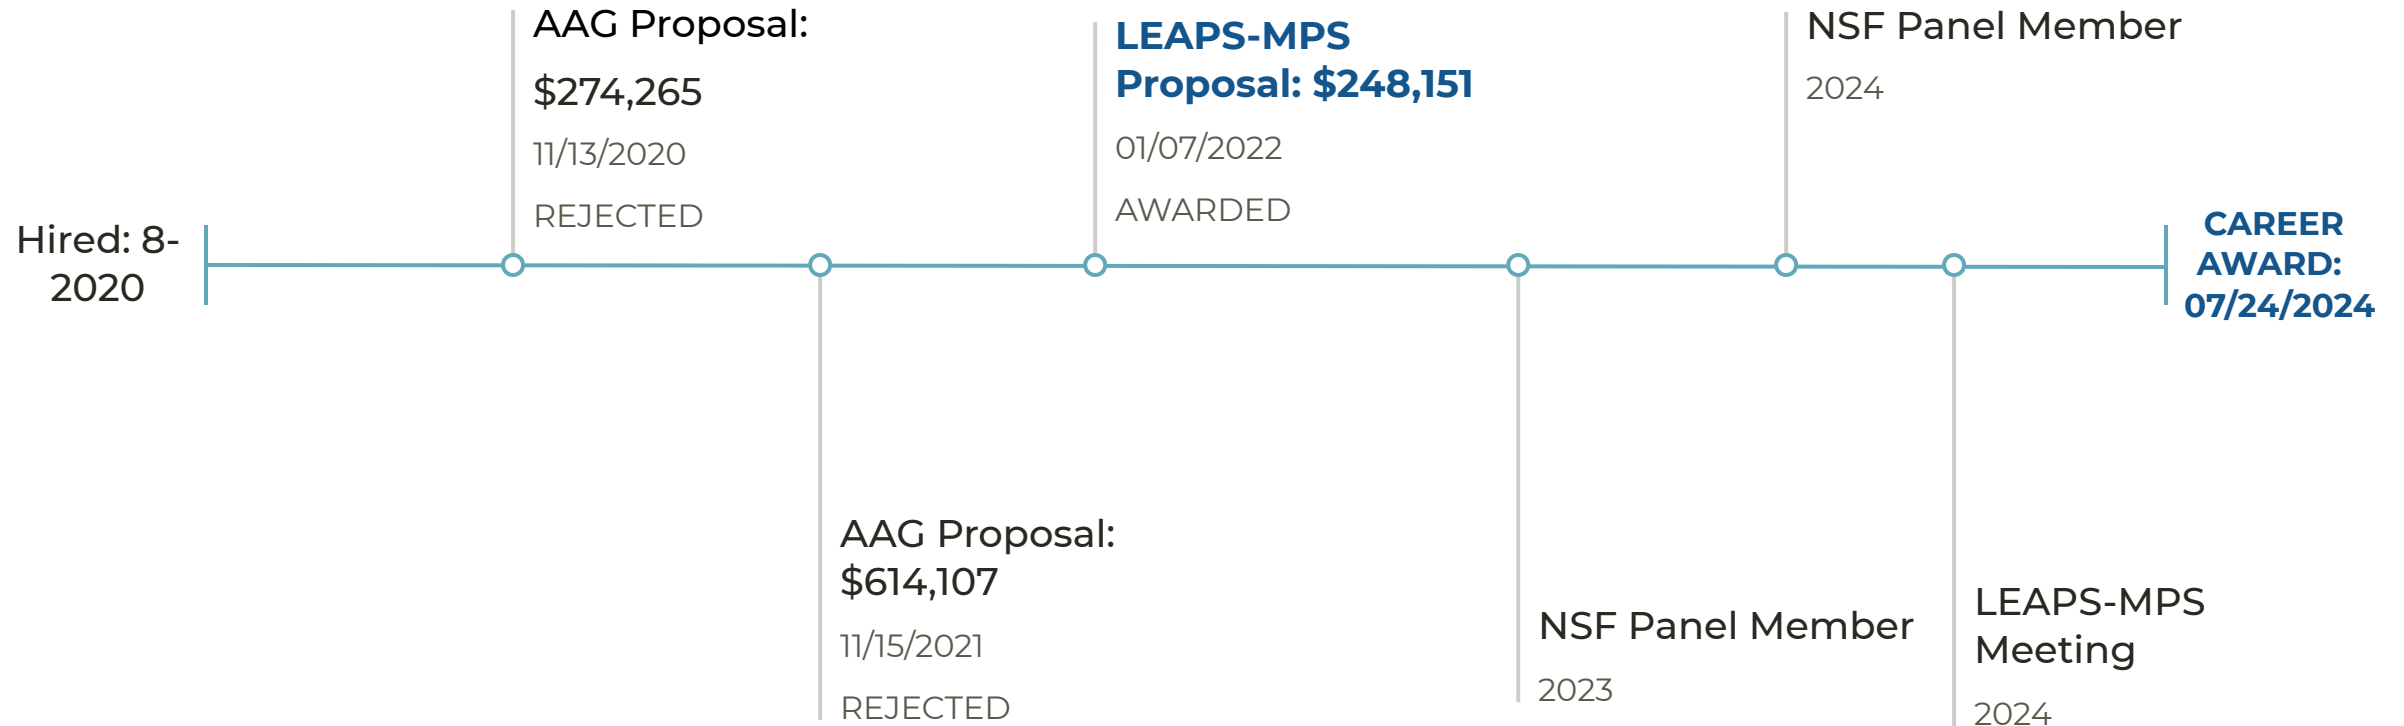 Hired: 8-
2020
AAG Proposal:
$274,265
11/13/2020
REJECTED
AAG Proposal:
$614,107
11/15/2021
REJECTED
LEAPS-MPS
Proposal: $248,151
01/07/2022
AWARDED
NSF Panel Member
2023
NSF Panel Member
2024
LEAPS-MPS
Meeting
2024
CAREER
AWARD:
07/24/2024